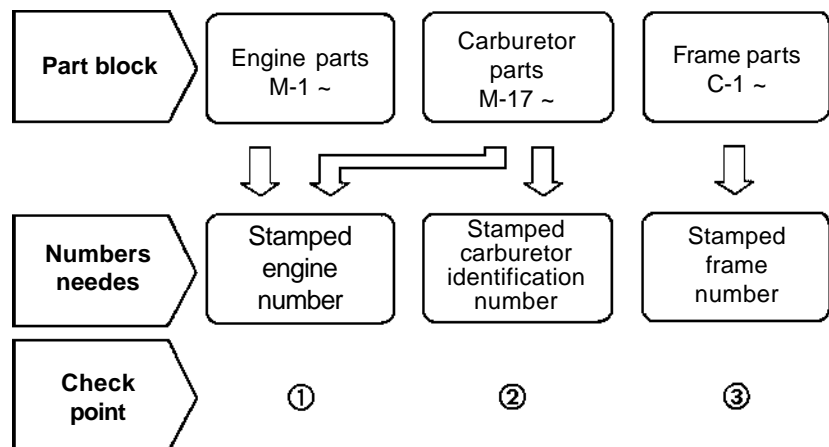 Part block
Engine parts
M-1 ~
Carburetor
parts
M-17 ~
Frame parts
C-1 ~
Numbers
needes
Stamped
engine
number
Stamped
carburetor
identification
number
Stamped
frame
number
Check
point
①
②
③